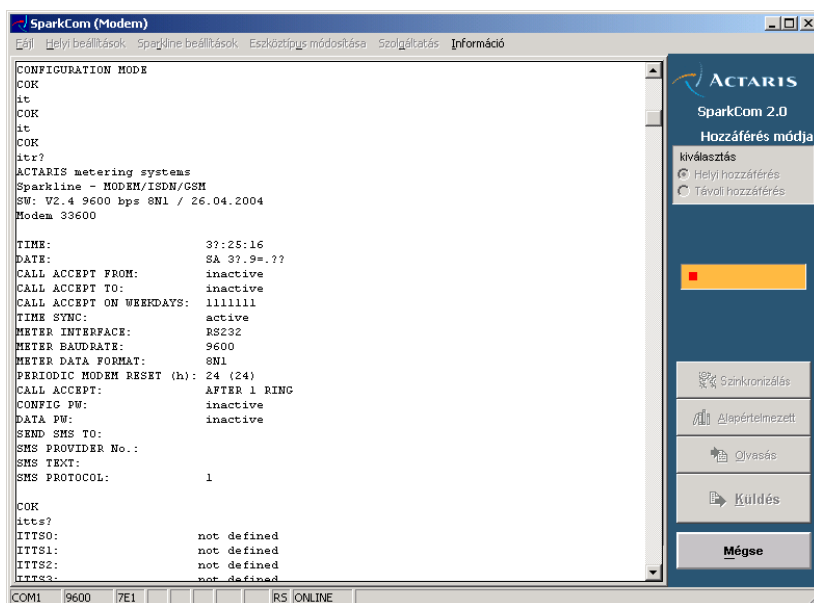 SparkCom (Modem)
Fájl Helyi beállítások Sparkline beállítások Eszköztípus módosítása Szolgáltatás Információ
CONFIGURATION MODE
COK
it
COK
it
COK
itr?
ACTARIS metering systems
Sparkline - MODEM/ISDN/GSM
SW: V2.4 9600 bps 8N1 / 26.04.2004
Modem 33600
TIME: 3?:25:16
DATE: SA 3?.9=.??
CALL ACCEPT FROM: inactive
CALL ACCEPT TO: inactive
CALL ACCEPT ON WEEKDAYS: 1111111
TIME SYNC: active
METER INTERFACE: RS232
METER BAUDRATE: 9600
METER DATA FORMAT: 8N1
PERIODIC MODEM RESET (h): 24 (24)
CALL ACCEPT: AFTER 1 RING
CONFIG PW: inactive
DATA PW: inactive
SEND SMS TO:
SMS PROVIDER No.:
SMS TEXT:
SMS PROTOCOL: 1
COK
itts?
ITTS0: not defined
ITTS1: not defined
ITTS2: not defined
ITTS3: not defined
ACTARIS
SparkCom 2.0
Hozzáférés módja
kiválasztás
Helyi hozzáférés
Távoli hozzáférés
Szinkronizálás
Alapértelmezett
Olvasás
Küldés
Mégse
COM1 9600 7E1 RS ONLINE